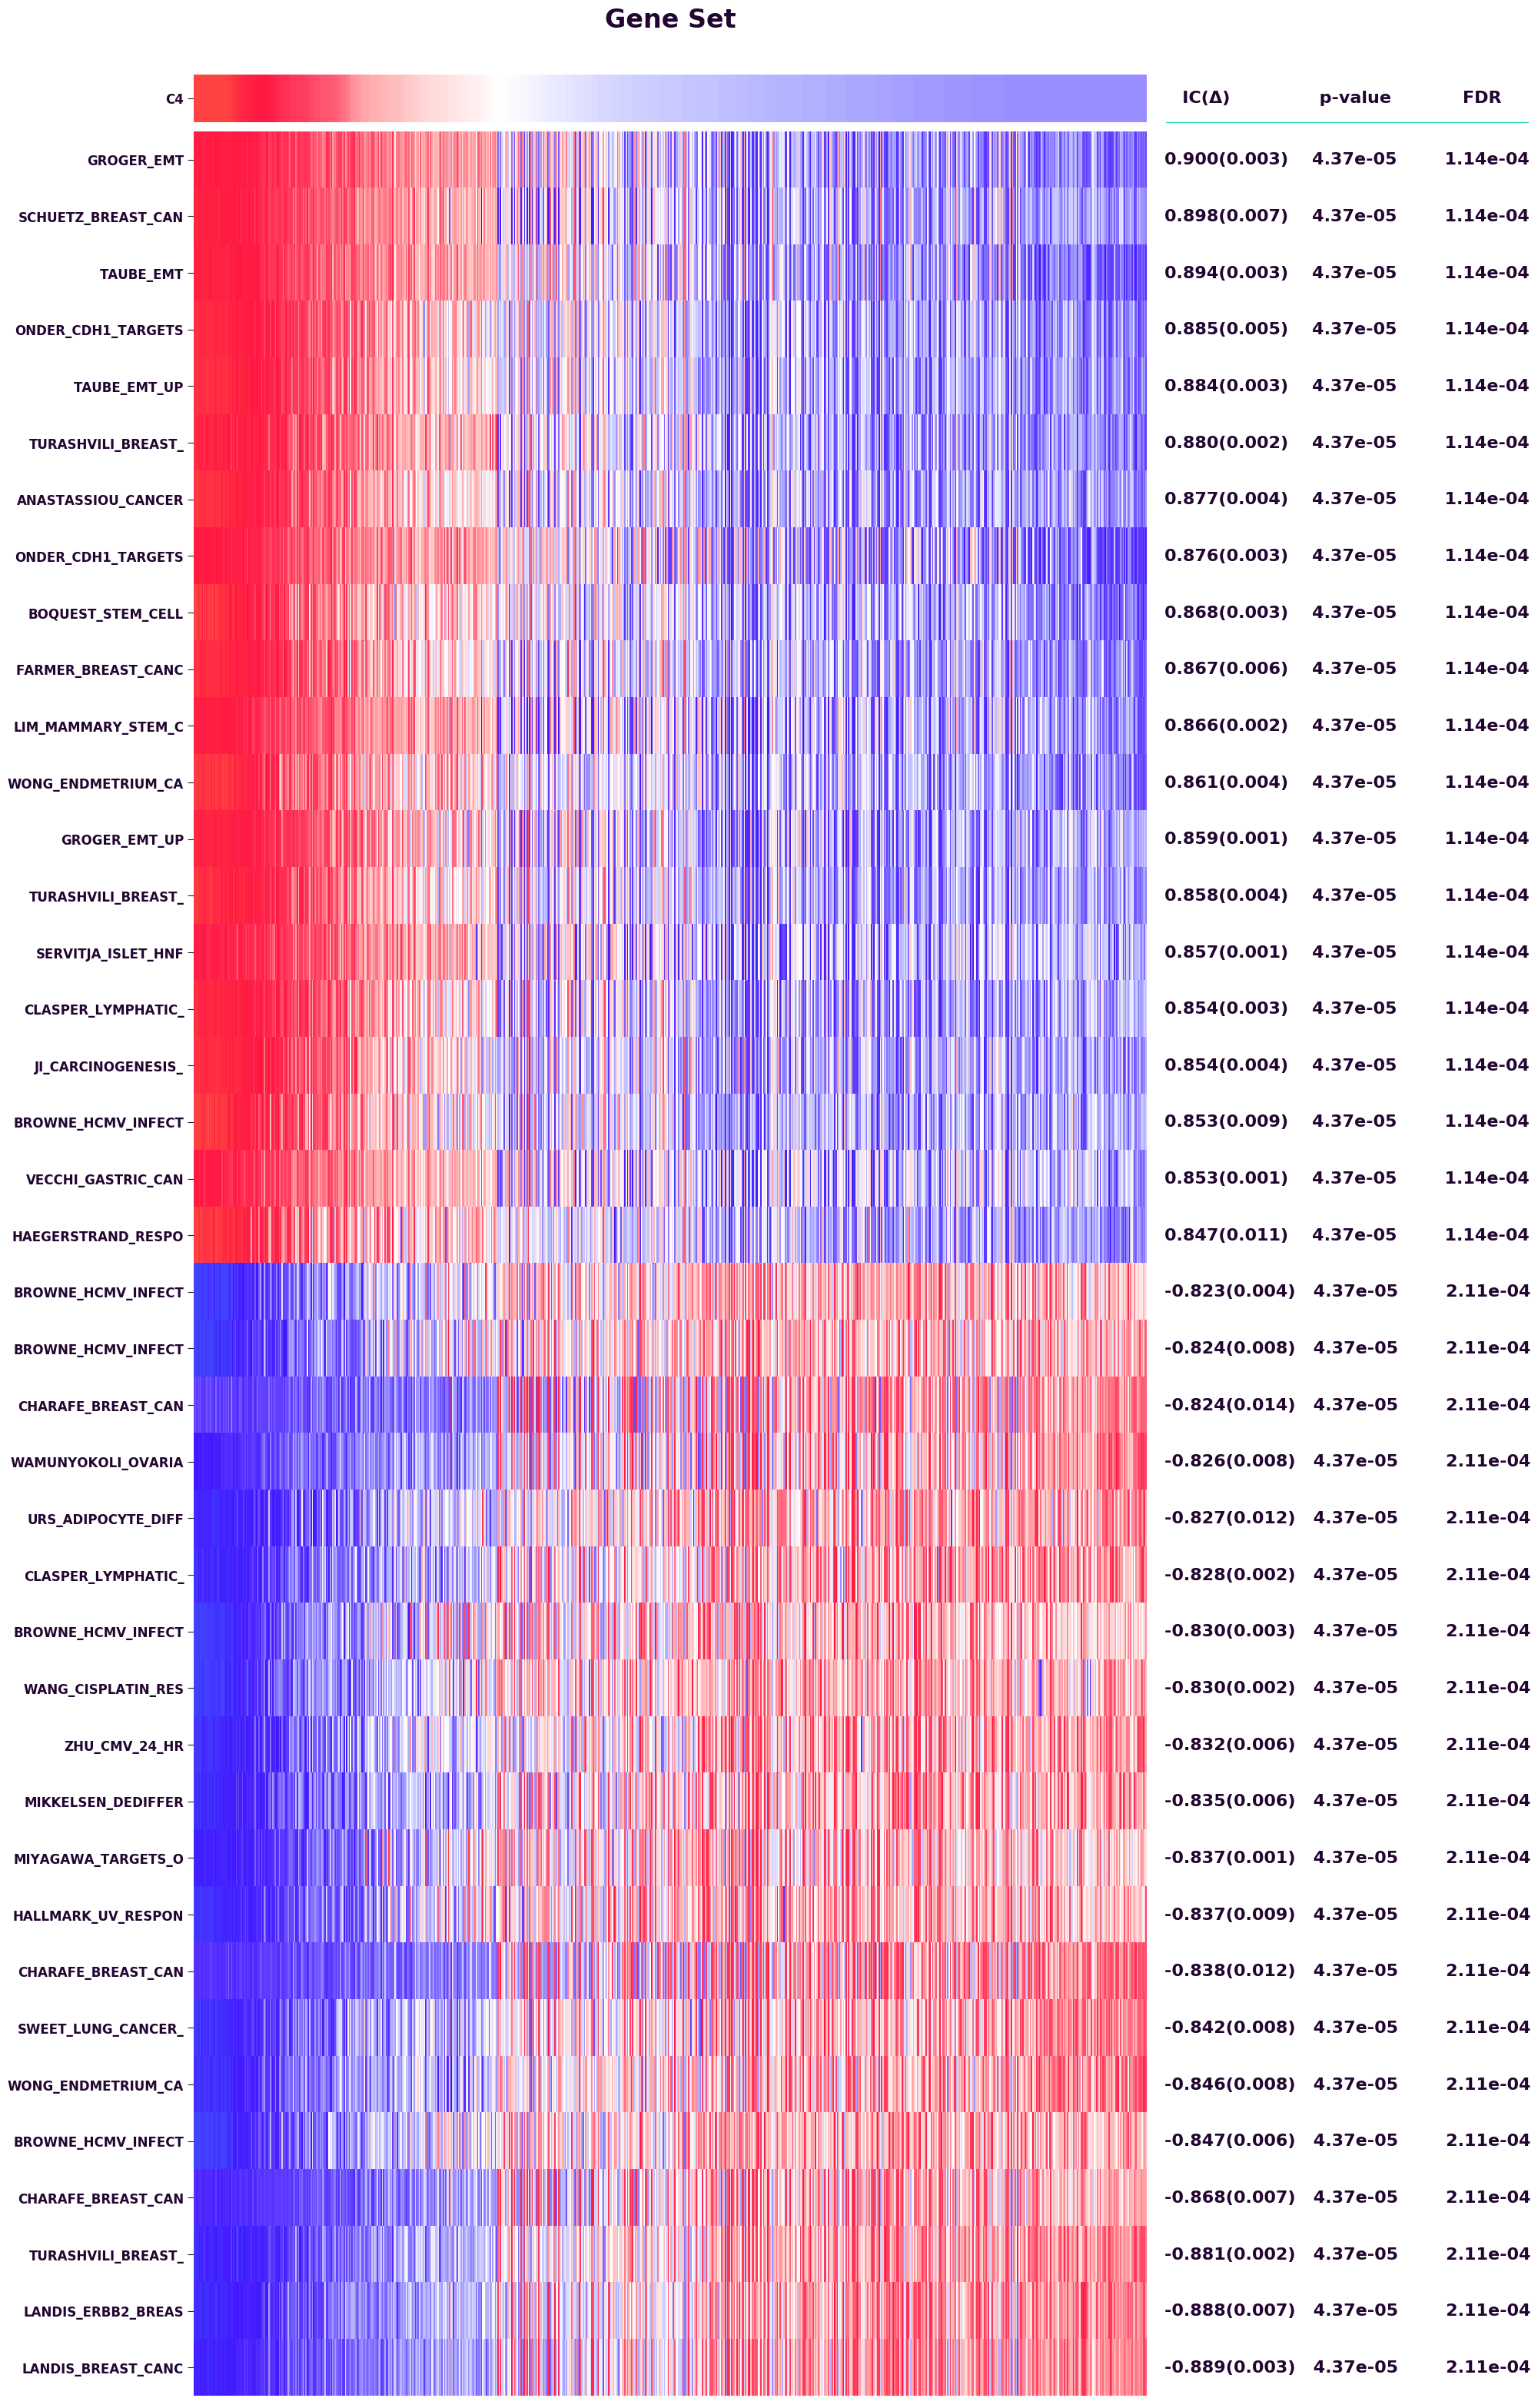 Gene Set
C4 IC(Δ) p-value FDR
GROGER_EMT 0.900(0.003) 4.37e-05 1.14e-04
SCHUETZ_BREAST_CAN 0.898(0.007) 4.37e-05 1.14e-04
TAUBE_EMT 0.894(0.003) 4.37e-05 1.14e-04
ONDER_CDH1_TARGETS 0.885(0.005) 4.37e-05 1.14e-04
TAUBE_EMT_UP 0.884(0.003) 4.37e-05 1.14e-04
TURASHVILI_BREAST_ 0.880(0.002) 4.37e-05 1.14e-04
ANASTASSIOU_CANCER 0.877(0.004) 4.37e-05 1.14e-04
ONDER_CDH1_TARGETS 0.876(0.003) 4.37e-05 1.14e-04
BOQUEST_STEM_CELL 0.868(0.003) 4.37e-05 1.14e-04
FARMER_BREAST_CANC 0.867(0.006) 4.37e-05 1.14e-04
LIM_MAMMARY_STEM_C 0.866(0.002) 4.37e-05 1.14e-04
WONG_ENDMETRIUM_CA 0.861(0.004) 4.37e-05 1.14e-04
GROGER_EMT_UP 0.859(0.001) 4.37e-05 1.14e-04
TURASHVILI_BREAST_ 0.858(0.004) 4.37e-05 1.14e-04
SERVITJA_ISLET_HNF 0.857(0.001) 4.37e-05 1.14e-04
CLASPER_LYMPHATIC_ 0.854(0.003) 4.37e-05 1.14e-04
JI_CARCINOGENESIS_ 0.854(0.004) 4.37e-05 1.14e-04
BROWNE_HCMV_INFECT 0.853(0.009) 4.37e-05 1.14e-04
VECCHI_GASTRIC_CAN 0.853(0.001) 4.37e-05 1.14e-04
HAEGERSTRAND_RESPO 0.847(0.011) 4.37e-05 1.14e-04
BROWNE_HCMV_INFECT -0.823(0.004) 4.37e-05 2.11e-04
BROWNE_HCMV_INFECT -0.824(0.008) 4.37e-05 2.11e-04
CHARAFE_BREAST_CAN -0.824(0.014) 4.37e-05 2.11e-04
WAMUNYOKOLI_OVARIA -0.826(0.008) 4.37e-05 2.11e-04
URS_ADIPOCYTE_DIFF -0.827(0.012) 4.37e-05 2.11e-04
CLASPER_LYMPHATIC_ -0.828(0.002) 4.37e-05 2.11e-04
BROWNE_HCMV_INFECT -0.830(0.003) 4.37e-05 2.11e-04
WANG_CISPLATIN_RES -0.830(0.002) 4.37e-05 2.11e-04
ZHU_CMV_24_HR -0.832(0.006) 4.37e-05 2.11e-04
MIKKELSEN_DEDIFFER -0.835(0.006) 4.37e-05 2.11e-04
MIYAGAWA_TARGETS_O -0.837(0.001) 4.37e-05 2.11e-04
HALLMARK_UV_RESPON -0.837(0.009) 4.37e-05 2.11e-04
CHARAFE_BREAST_CAN -0.838(0.012) 4.37e-05 2.11e-04
SWEET_LUNG_CANCER_ -0.842(0.008) 4.37e-05 2.11e-04
WONG_ENDMETRIUM_CA -0.846(0.008) 4.37e-05 2.11e-04
BROWNE_HCMV_INFECT -0.847(0.006) 4.37e-05 2.11e-04
CHARAFE_BREAST_CAN -0.868(0.007) 4.37e-05 2.11e-04
TURASHVILI_BREAST_ -0.881(0.002) 4.37e-05 2.11e-04
LANDIS_ERBB2_BREAS -0.888(0.007) 4.37e-05 2.11e-04
LANDIS_BREAST_CANC -0.889(0.003) 4.37e-05 2.11e-04